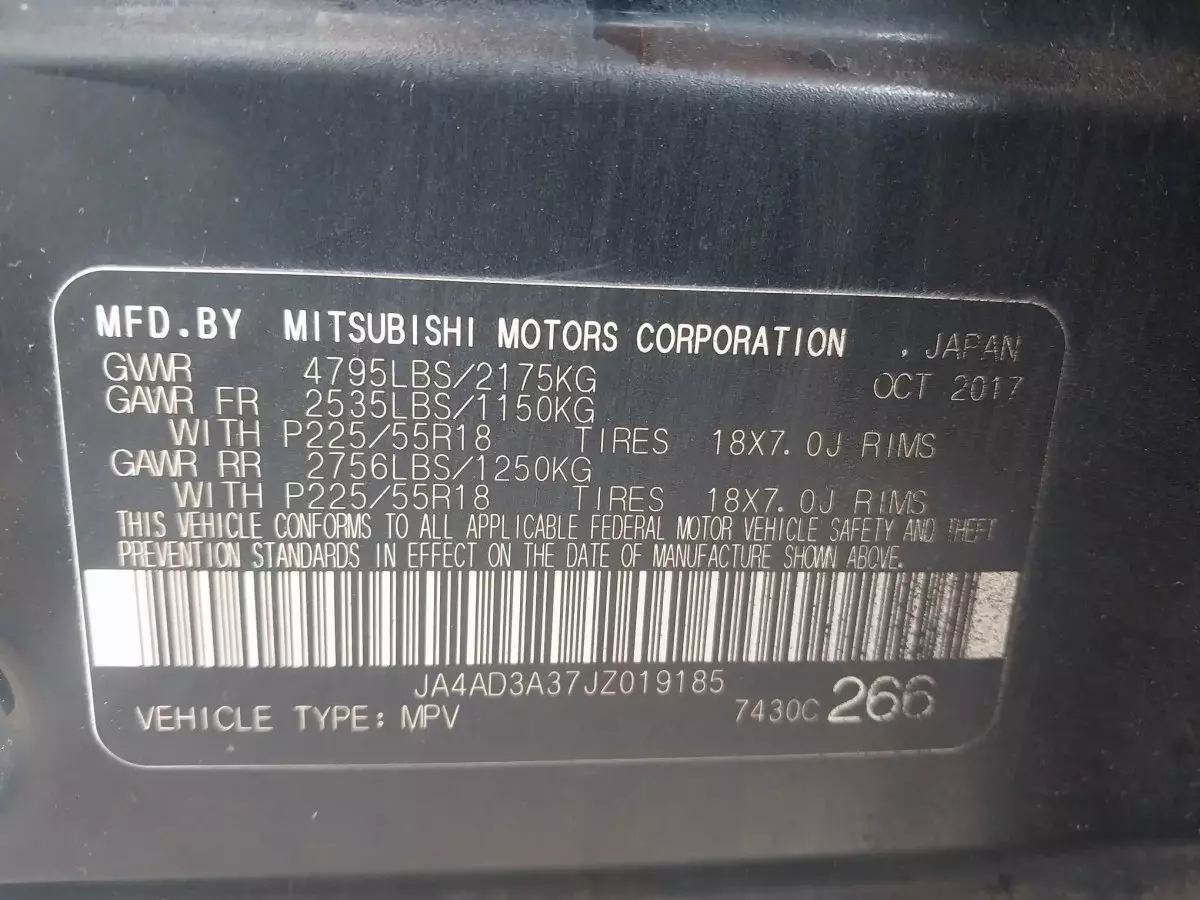 MFD.BY MITSUBISHI MOTORS CORPORATION . JAPAN
GVWR 4795LBS/2175KG OCT 2017
GAWR FR 2535LBS/1150KG
WITH P225/55R18 TIRES 18X7.0J RIMS
GAWR RR 2756LBS/1250KG
WITH P225/55R18 TIRES 18X7.0J RIMS
THIS VEHICLE CONFORMS TO ALL APPLICABLE FEDERAL MOTOR VEHICLE SAFETY AND THEFT
PREVENTION STANDARDS IN EFFECT ON THE DATE OF MANUFACTURE SHOWN ABOVE.
JA4AD3A37JZ019185
VEHICLE TYPE: MPV 7430C 266